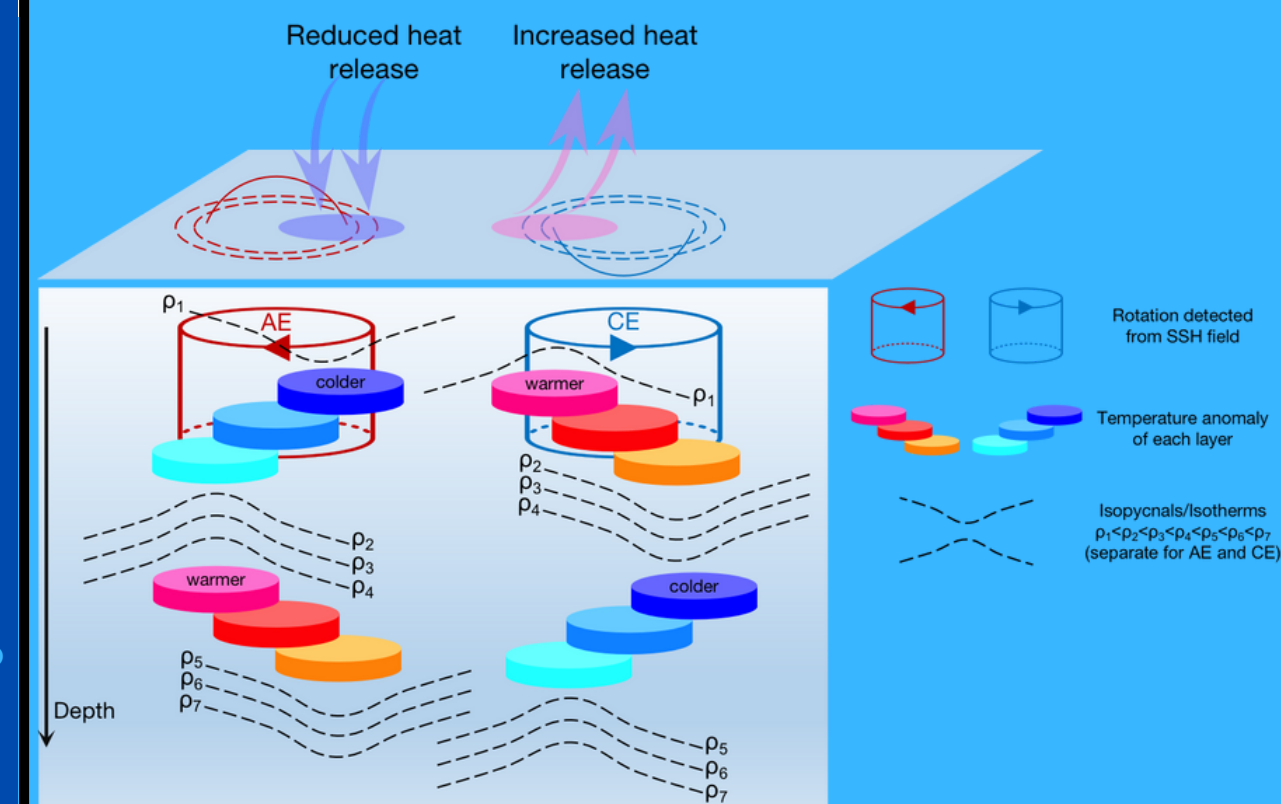 Reduced heat
release
Increased heat
release
ρ₁
AE
CE
colder
warmer
ρ₁
ρ₂
ρ₃
ρ₄
ρ₂
ρ₃
ρ₄
warmer
colder
ρ₅
ρ₆
ρ₇
Depth
ρ₅
ρ₆
ρ₇
Rotation detected
from SSH field
Temperature anomaly
of each layer
Isopycnals/Isotherms
ρ₁<ρ₂<ρ₃<ρ₄<ρ₅<ρ₆<ρ₇
(separate for AE and CE)